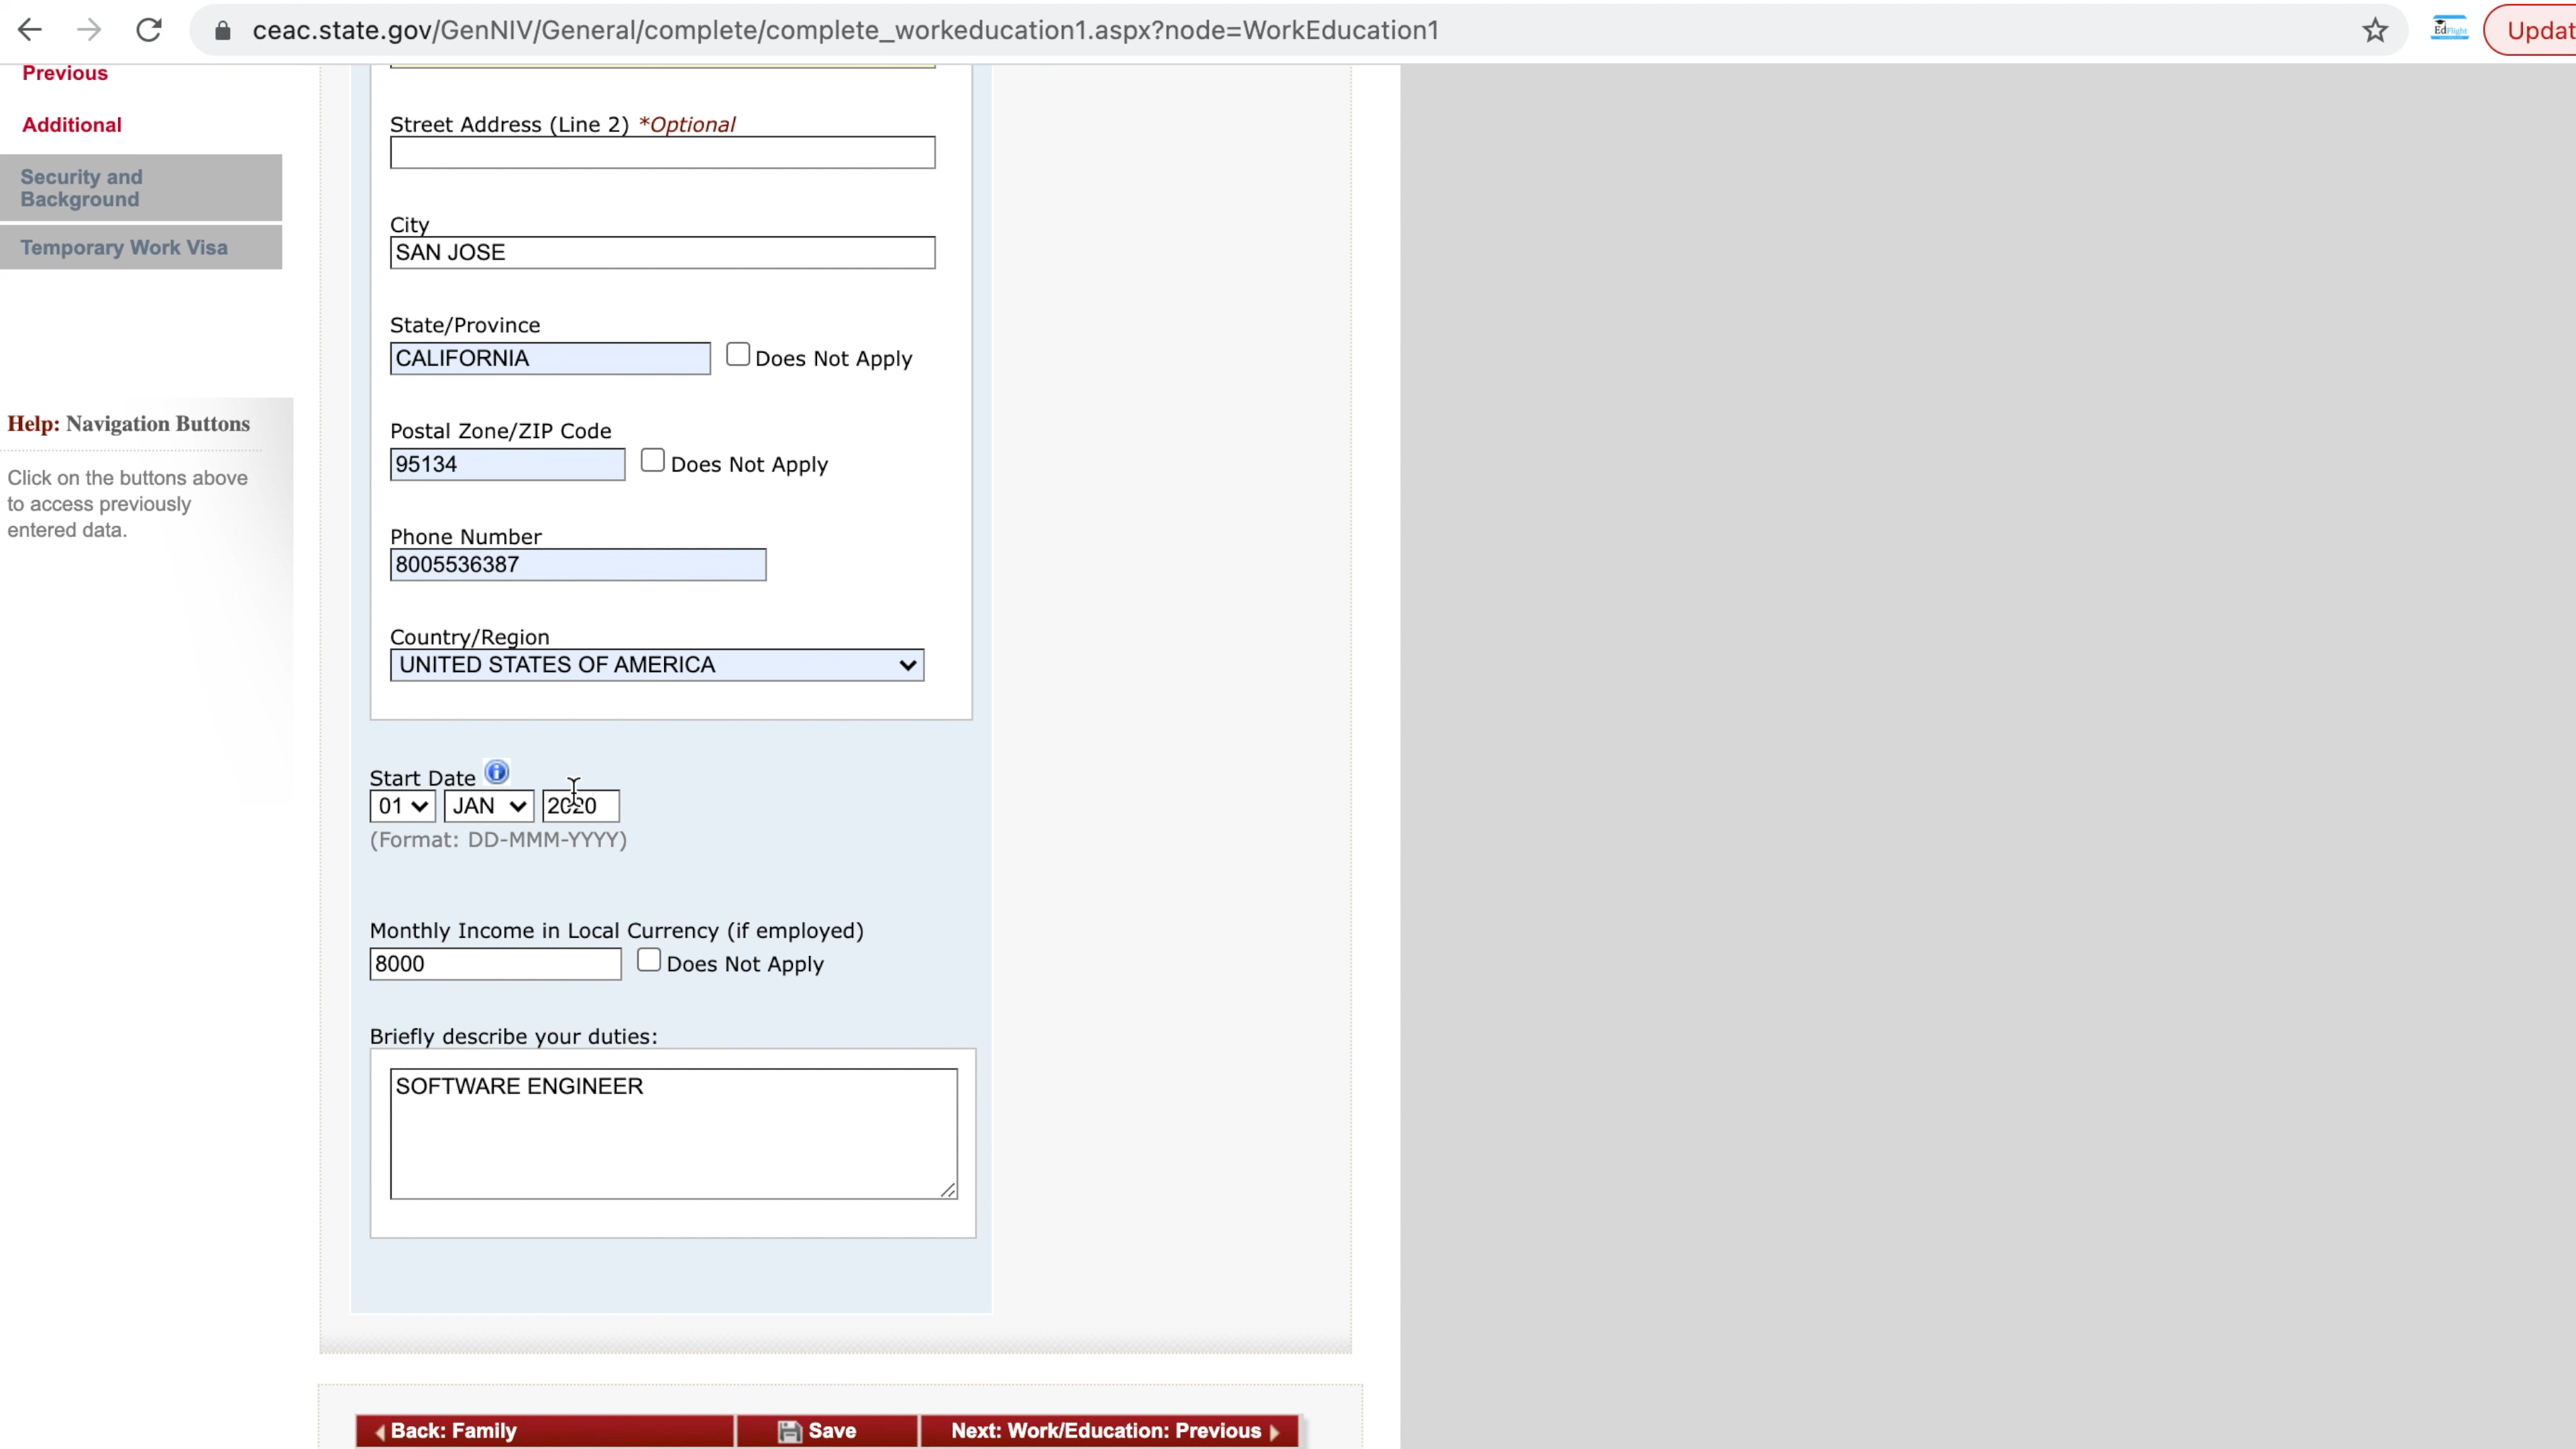 ceac.state.gov/GenNIV/General/complete/complete_workeducation1.aspx?node=WorkEducation1
EdFlight
Updat
Previous
Additional
Security and
Background
Temporary Work Visa
Help: Navigation Buttons
Click on the buttons above
to access previously
entered data.
Street Address (Line 2) *Optional
City
SAN JOSE
State/Province
CALIFORNIA
Does Not Apply
Postal Zone/ZIP Code
95134
Does Not Apply
Phone Number
8005536387
Country/Region
UNITED STATES OF AMERICA
Start Date
01 JAN 2020
(Format: DD-MMM-YYYY)
Monthly Income in Local Currency (if employed)
8000
Does Not Apply
Briefly describe your duties:
SOFTWARE ENGINEER
Back: Family
Save
Next: Work/Education: Previous